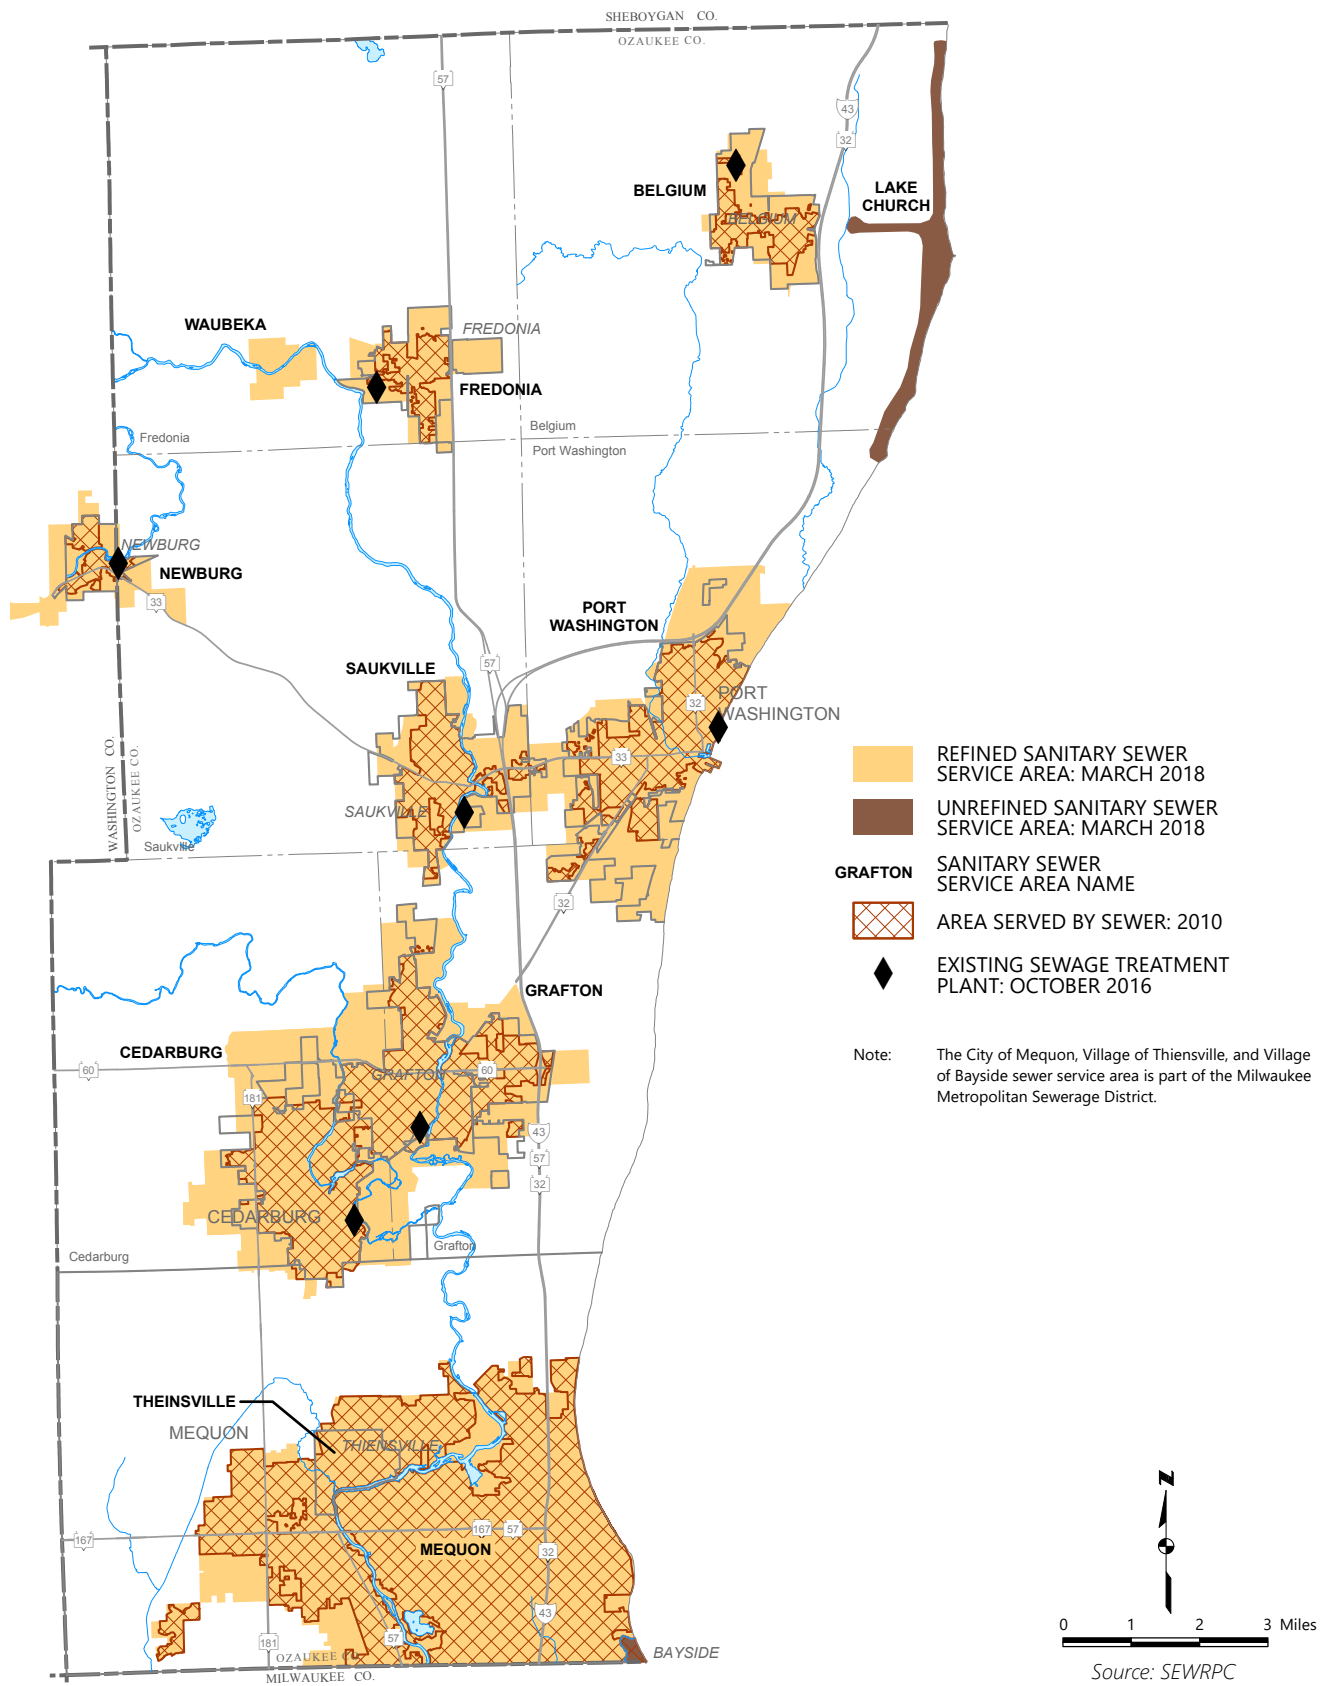 SHEBOYGAN CO.
OZAUKEE CO.
57
43
32
BELGIUM
BELGIUM
LAKE
CHURCH
WAUBEKA
FREDONIA
FREDONIA
Fredonia
Belgium
Port Washington
NEWBURG
NEWBURG
33
PORT
WASHINGTON
57
SAUKVILLE
32
PORT
WASHINGTON
33
SAUKVILLE
WASHINGTON CO.
OZAUKEE CO.
Saukville
32
REFINED SANITARY SEWER
SERVICE AREA: MARCH 2018
UNREFINED SANITARY SEWER
SERVICE AREA: MARCH 2018
GRAFTON
SANITARY SEWER
SERVICE AREA NAME
AREA SERVED BY SEWER: 2010
EXISTING SEWAGE TREATMENT
PLANT: OCTOBER 2016
Note:
The City of Mequon, Village of Thiensville, and Village
of Bayside sewer service area is part of the Milwaukee
Metropolitan Sewerage District.
GRAFTON
CEDARBURG
60
GRAFTON
60
181
43
57
32
CEDARBURG
Cedarburg
Grafton
THEINSVILLE
MEQUON
THIENSVILLE
167
167
57
MEQUON
32
43
57
181
OZAUKEE CO.
MILWAUKEE CO.
BAYSIDE
N
0 1 2 3 Miles
Source: SEWRPC